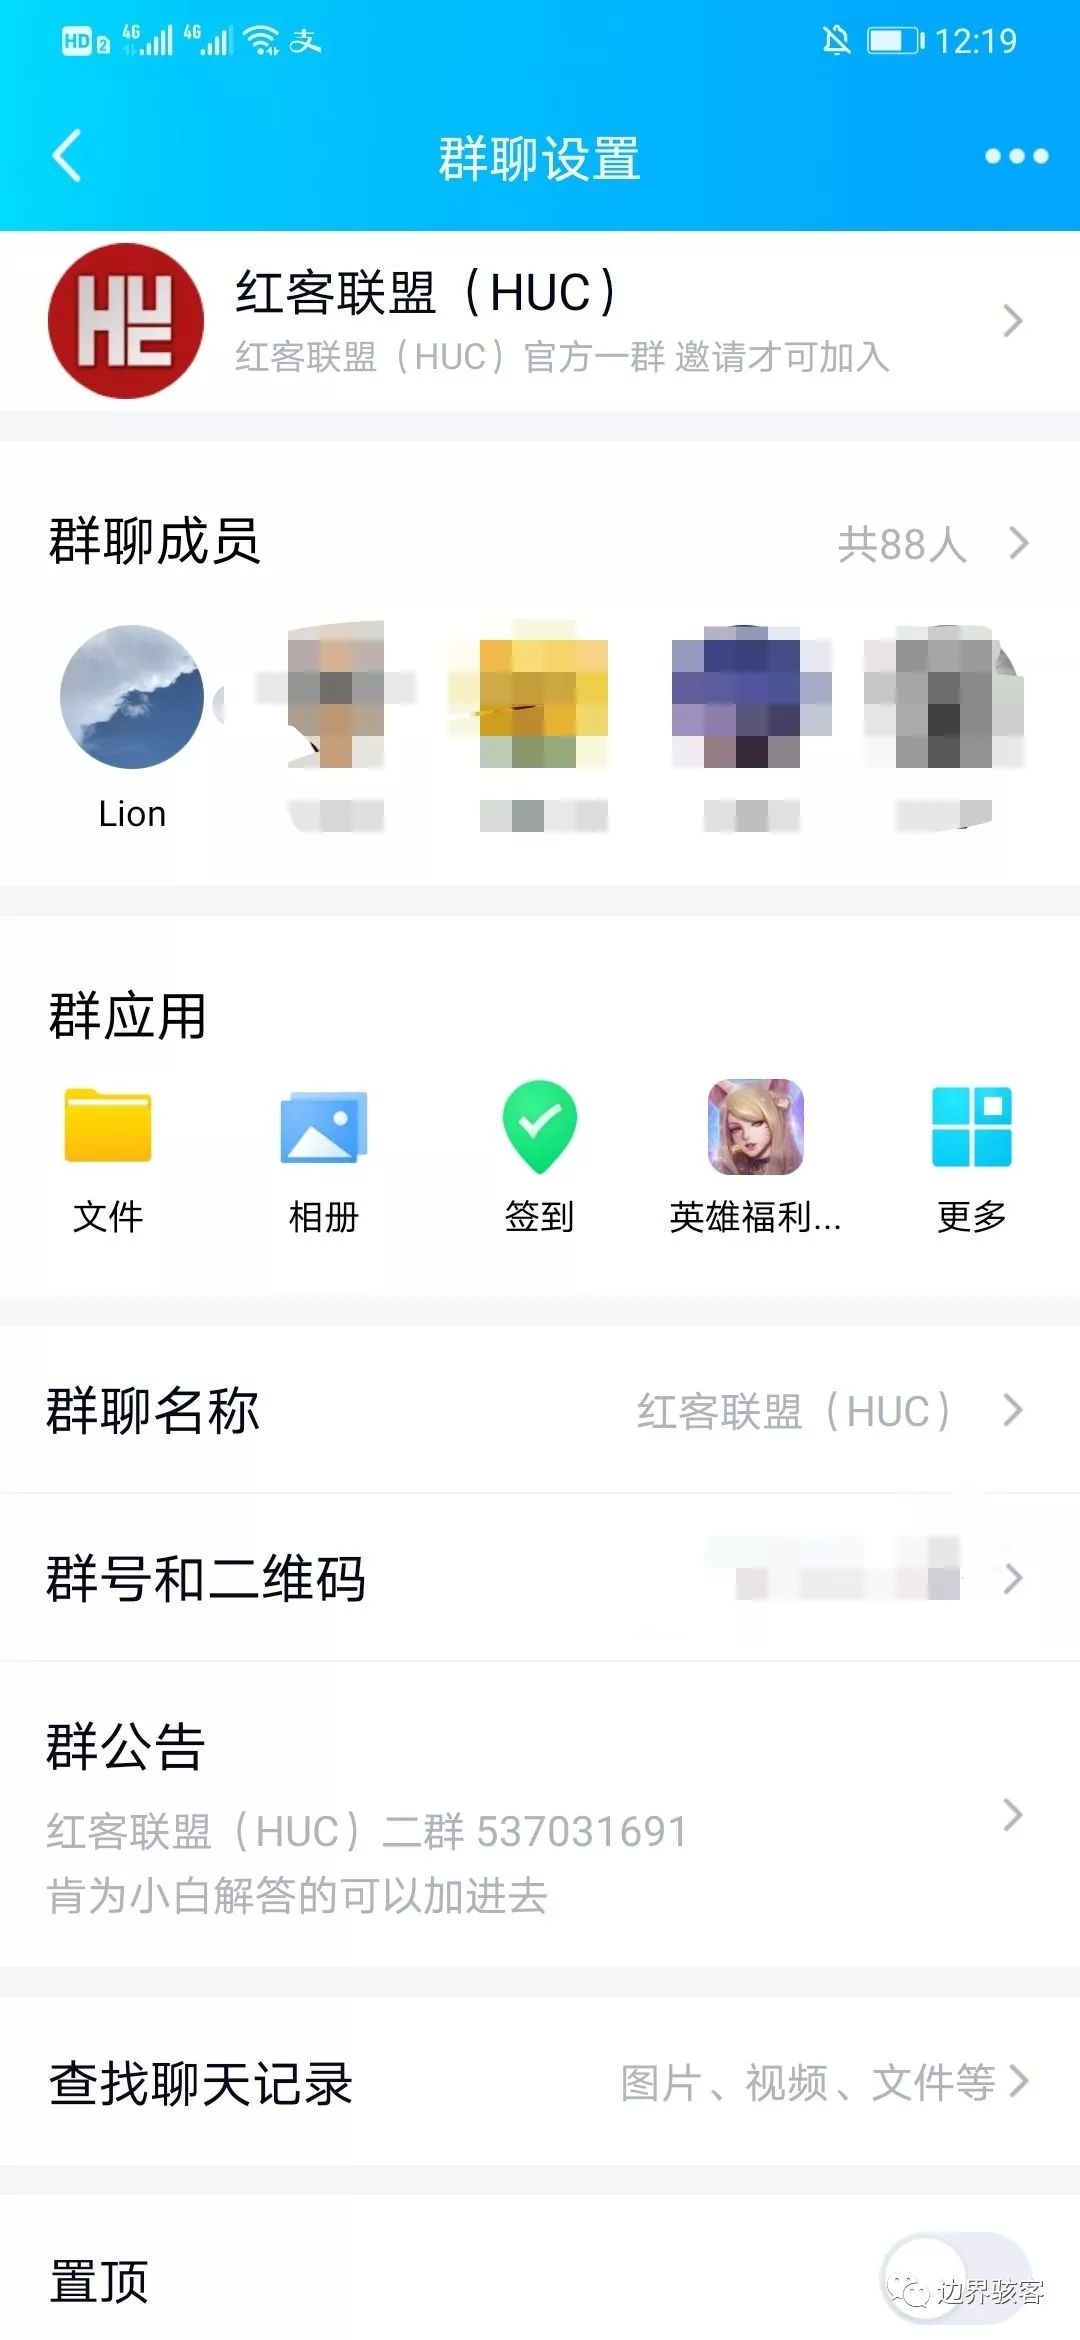 HD 2 4G 4G 支 12:19
群聊设置
HUC
红客联盟（HUC）
红客联盟（HUC）官方一群 邀请才可加入
群聊成员 共88人
Lion
群应用
文件 相册 签到 英雄福利... 更多
群聊名称 红客联盟（HUC）
群号和二维码
群公告
红客联盟（HUC）二群 537031691
肯为小白解答的可以加进去
查找聊天记录 图片、视频、文件等
置顶
边界骇客